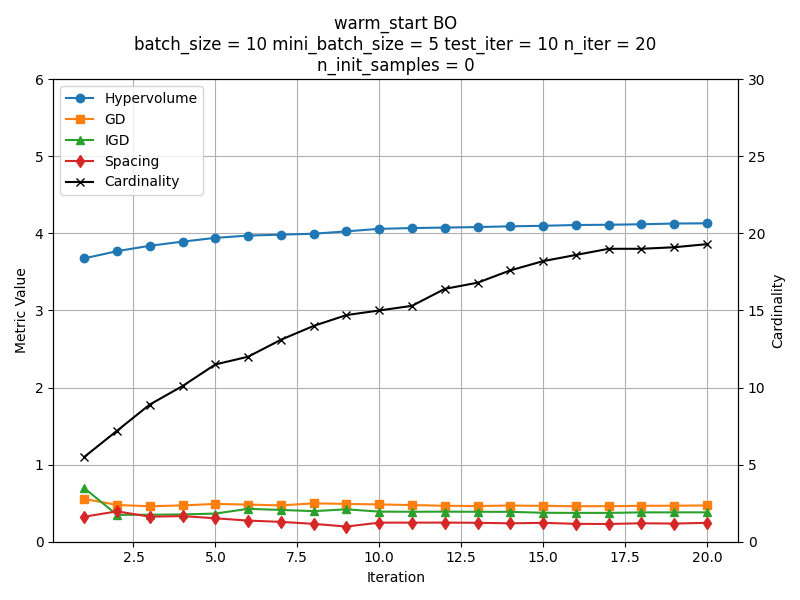 warm_start BO
batch_size = 10 mini_batch_size = 5 test_iter = 10 n_iter = 20
n_init_samples = 0
Hypervolume
GD
IGD
Spacing
Cardinality
6
5
4
3
2
1
0
Metric Value
30
25
20
15
10
5
0
Cardinality
2.5 5.0 7.5 10.0 12.5 15.0 17.5 20.0
Iteration